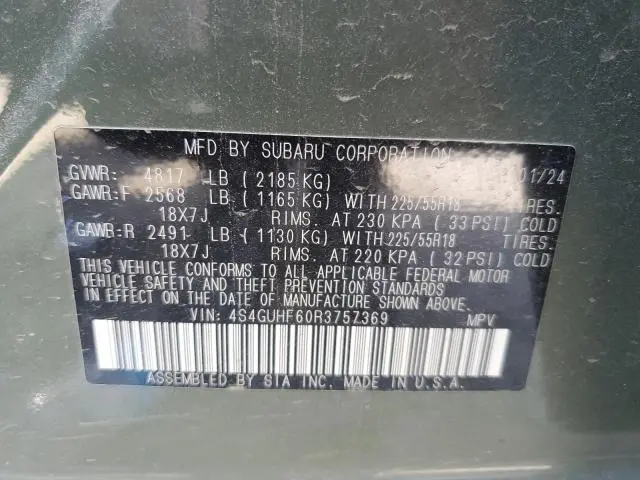 MFD BY SUBARU CORPORATION 01/24
GVWR: 4817 LB (2185 KG)
GAWR:F 2568 LB (1165 KG) WITH 225/55R18 TIRES.
18X7J RIMS. AT 230 KPA (33 PSI) COLD
GAWR:R 2491 LB (1130 KG) WITH 225/55R18 TIRES.
18X7J RIMS. AT 220 KPA (32 PSI) COLD
THIS VEHICLE CONFORMS TO ALL APPLICABLE FEDERAL MOTOR
VEHICLE SAFETY AND THEFT PREVENTION STANDARDS
IN EFFECT ON THE DATE OF MANUFACTURE SHOWN ABOVE.
VIN: 4S4GUHF60R3757369 MPV
ASSEMBLED BY SIA INC. MADE IN U.S.A.